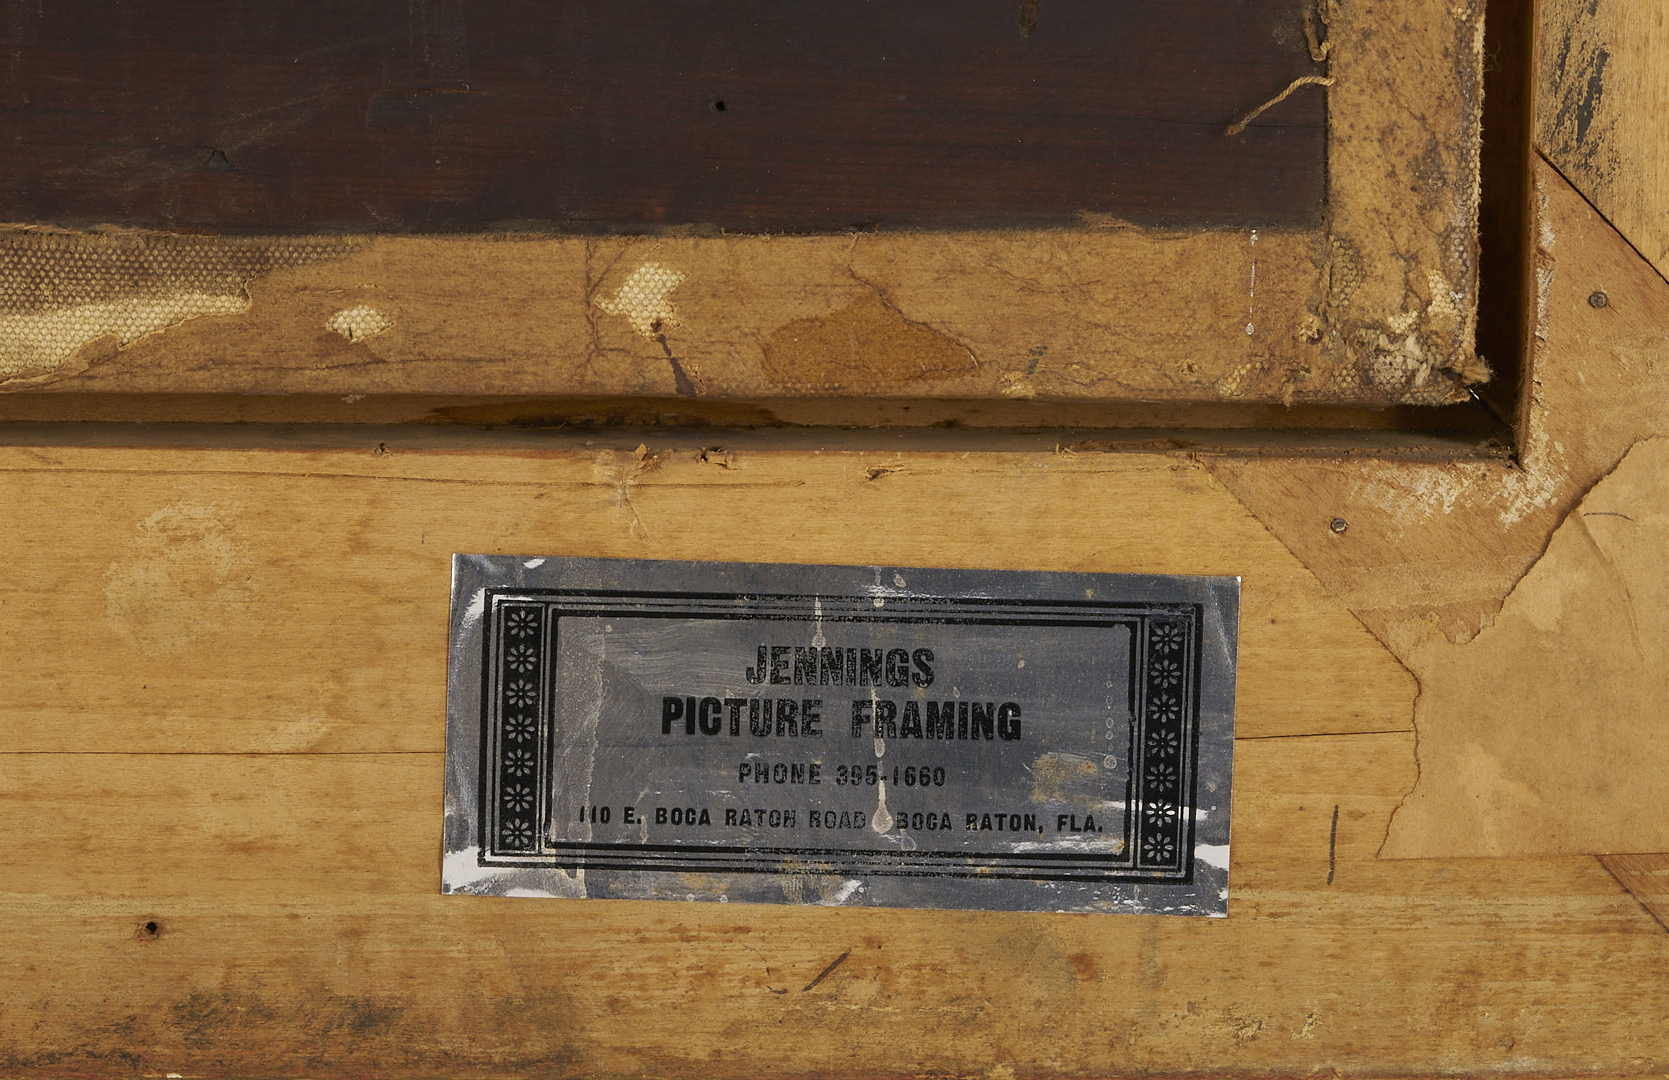 JENNINGS
PICTURE FRAMING
PHONE 395-1660
110 E. BOCA RATON ROAD BOCA RATON, FLA.